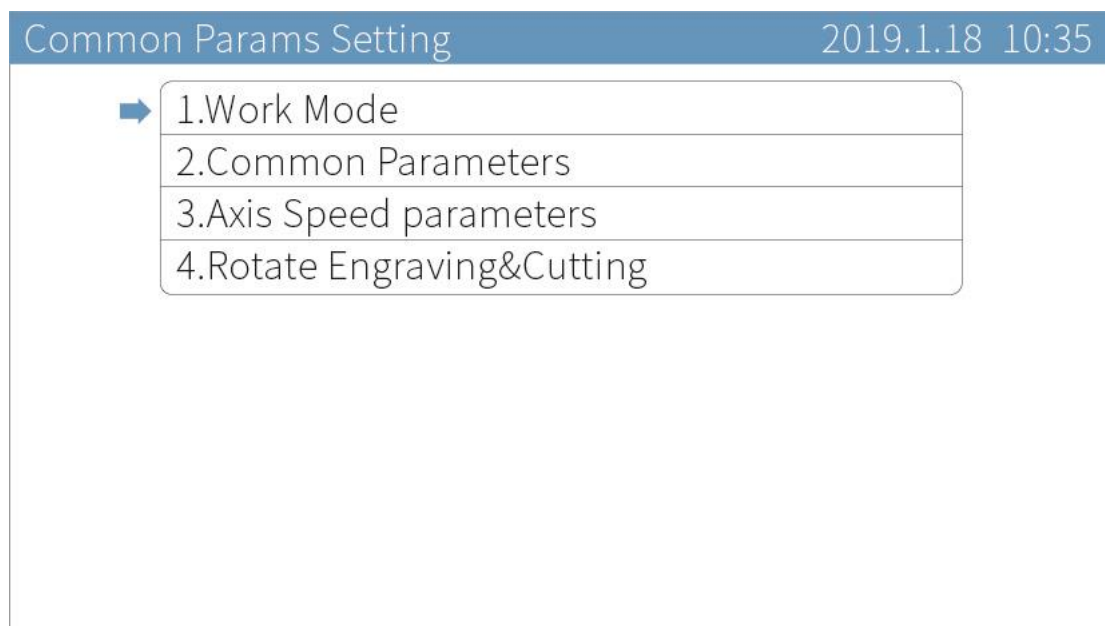 Common Params Setting 2019.1.18 10:35
1.Work Mode
2.Common Parameters
3.Axis Speed parameters
4.Rotate Engraving&Cutting